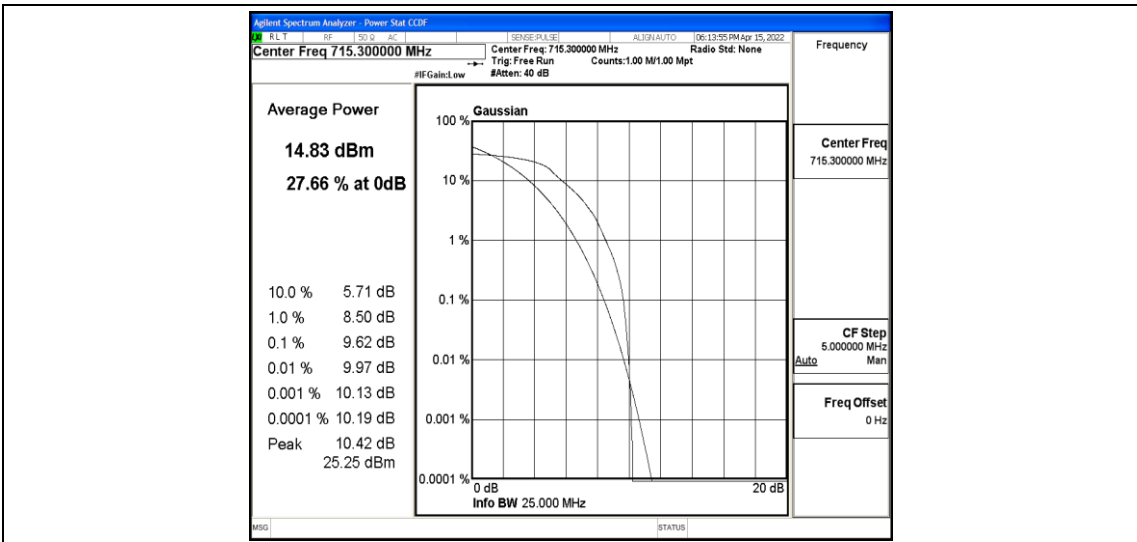 Agilent Spectrum Analyzer - Power Stat CCDF
LXI RLT RF 50 Ω AC SENSE:PULSE ALIGNAUTO 06:13:55 PM Apr 15, 2022
Center Freq 715.300000 MHz
Center Freq: 715.300000 MHz Radio Std: None
Trig: Free Run Counts:1.00 M/1.00 Mpt
#IFGain:Low #Atten: 40 dB
Frequency
Average Power
14.83 dBm
27.66 % at 0dB
10.0 % 5.71 dB
1.0 % 8.50 dB
0.1 % 9.62 dB
0.01 % 9.97 dB
0.001 % 10.13 dB
0.0001 % 10.19 dB
Peak 10.42 dB
25.25 dBm
Gaussian
100 %
10 %
1 %
0.1 %
0.01 %
0.001 %
0.0001 %
0 dB 20 dB
Info BW 25.000 MHz
Center Freq
715.300000 MHz
CF Step
5.000000 MHz
Auto Man
Freq Offset
0 Hz
MSG STATUS